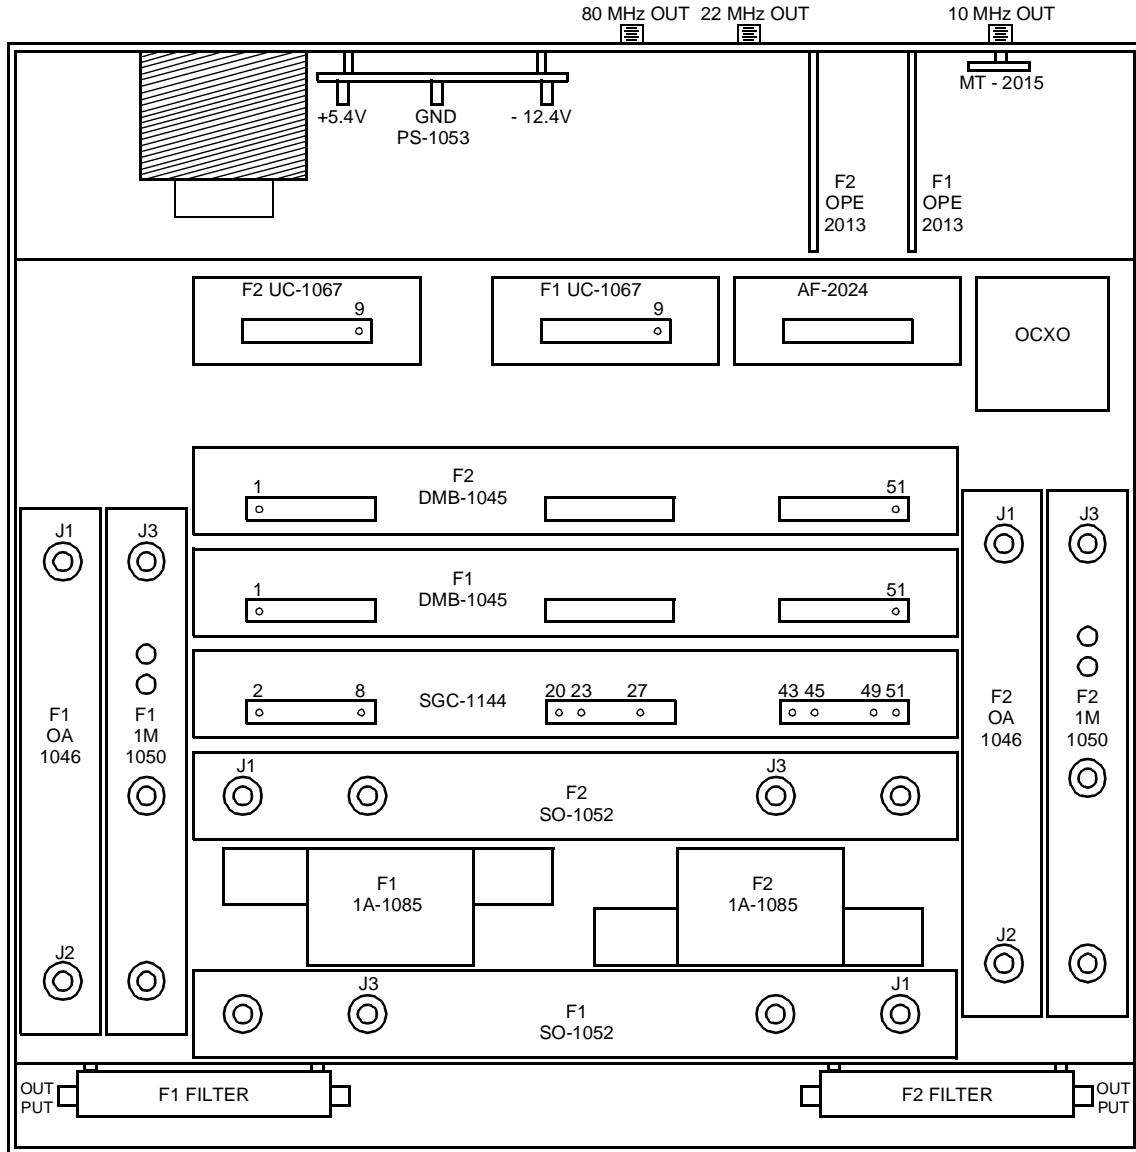 80 MHz OUT 22 MHz OUT 10 MHz OUT
MT - 2015
+5.4V GND - 12.4V
PS-1053
F2
OPE
2013
F1
OPE
2013
F2 UC-1067
9
F1 UC-1067
9
AF-2024
OCXO
F2
DMB-1045
1
51
F1
DMB-1045
1
51
SGC-1144
2 8
20 23 27
43 45 49 51
J1
F1
OA
1046
J2
J3
F1
1M
1050
J1
F2
OA
1046
J2
J3
F2
1M
1050
J1
J3
F2
SO-1052
F1
1A-1085
F2
1A-1085
J3
J1
F1
SO-1052
OUT
PUT
F1 FILTER
F2 FILTER
OUT
PUT